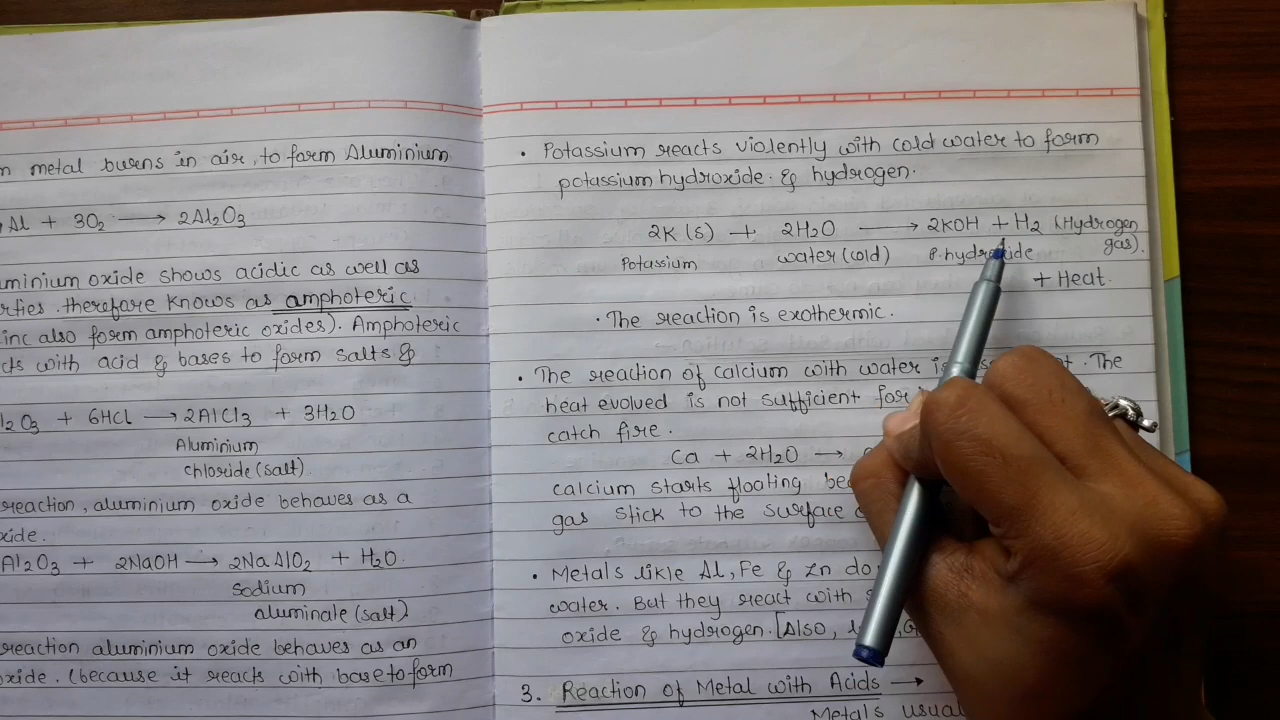 metal burns in air, to form Aluminium
Al + 3O2 ⟶ 2Al2O3
uminium oxide shows acidic as well as
rties. therefore Knows as amphoteric
inc also form amphoteric oxides). Amphoteric
cts with acid & bases to form salts &
l2O3 + 6HCl ⟶ 2AlCl3 + 3H2O
Aluminium
chloride (salt)
reaction, aluminium oxide behaves as a
xide.
Al2O3 + 2NaOH ⟶ 2NaAlO2 + H2O.
Sodium
aluminate (salt)
reaction aluminium oxide behaves as an
oxide. (because it reacts with base to form
• Potassium reacts violently with cold water to form
potassium hydroxide. & hydrogen.
2K (s) + 2H2O ⟶ 2KOH + H2 (Hydrogen
Potassium water (cold) P. hydroxide gas).
+ Heat.
• The reaction is exothermic.
• The reaction of calcium with water is The
heat evolved is not sufficient for
catch fire.
Ca + 2H2O ⟶
calcium starts floating
gas stick to the surface
• Metals likle Al, Fe & Zn do
water. But they react with
oxide & hydrogen. [Also,
3. Reaction of Metal with Acids ⟶
Metals